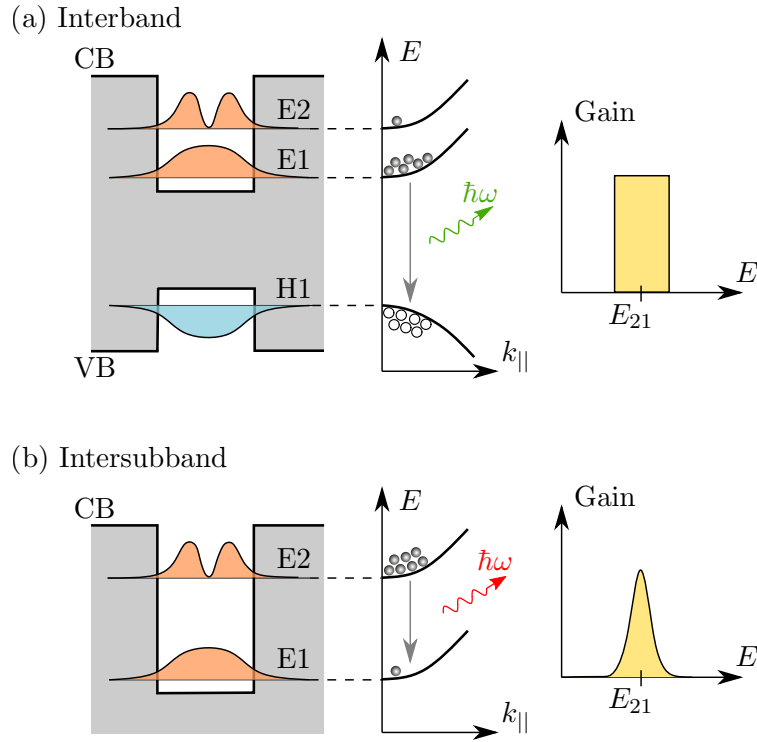 (a) Interband
CB
E2
E1
H1
VB
E
ħω
k||
Gain
E
E21
(b) Intersubband
CB
E2
E1
E
ħω
k||
Gain
E
E21